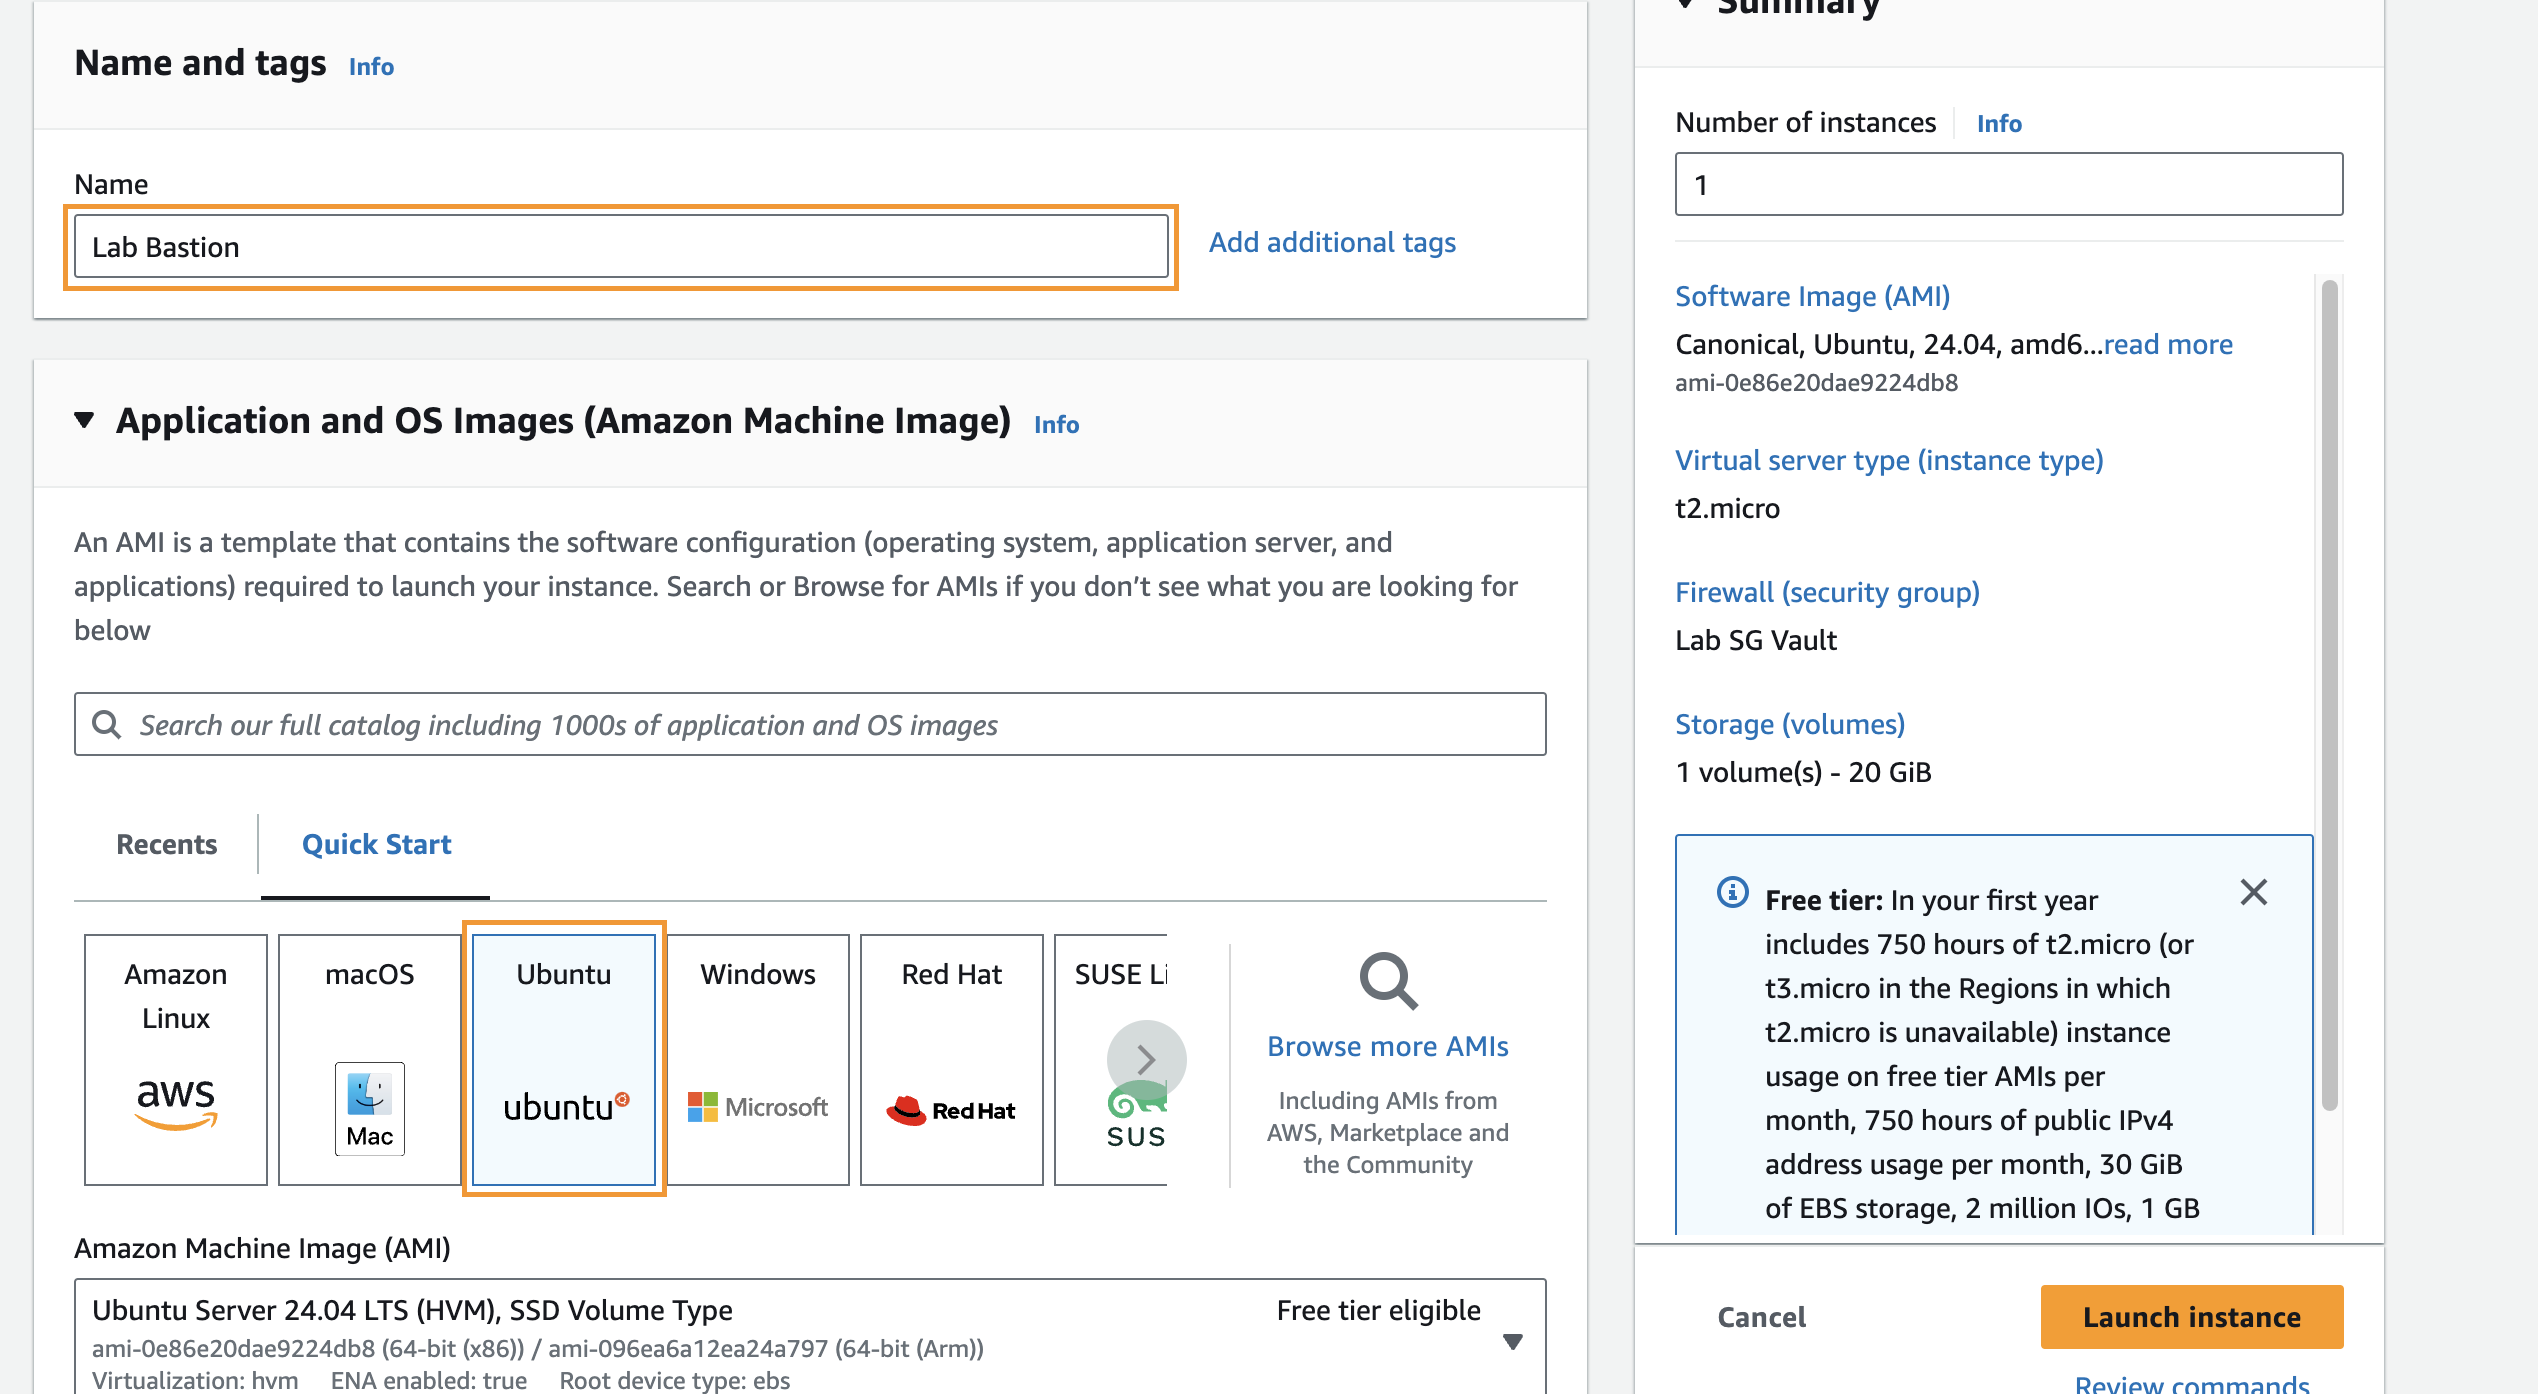 Name and tags Info
Name
Lab Bastion
Add additional tags
Application and OS Images (Amazon Machine Image) Info
An AMI is a template that contains the software configuration (operating system, application server, and
applications) required to launch your instance. Search or Browse for AMIs if you don't see what you are looking for
below
Search our full catalog including 1000s of application and OS images
Recents
Quick Start
Amazon
Linux
aws
macOS
Mac
Ubuntu
ubuntu
Windows
Microsoft
Red Hat
Red Hat
SUSE Li
SUS
Browse more AMIs
Including AMIs from
AWS, Marketplace and
the Community
Amazon Machine Image (AMI)
Ubuntu Server 24.04 LTS (HVM), SSD Volume Type
Free tier eligible
ami-0e86e20dae9224db8 (64-bit (x86)) / ami-096ea6a12ea24a797 (64-bit (Arm))
Virtualization: hvm ENA enabled: true Root device type: ebs
Summary
Number of instances Info
1
Software Image (AMI)
Canonical, Ubuntu, 24.04, amd6...read more
ami-0e86e20dae9224db8
Virtual server type (instance type)
t2.micro
Firewall (security group)
Lab SG Vault
Storage (volumes)
1 volume(s) - 20 GiB
Free tier: In your first year
includes 750 hours of t2.micro (or
t3.micro in the Regions in which
t2.micro is unavailable) instance
usage on free tier AMIs per
month, 750 hours of public IPv4
address usage per month, 30 GiB
of EBS storage, 2 million IOs, 1 GB
Cancel
Launch instance
Review commands